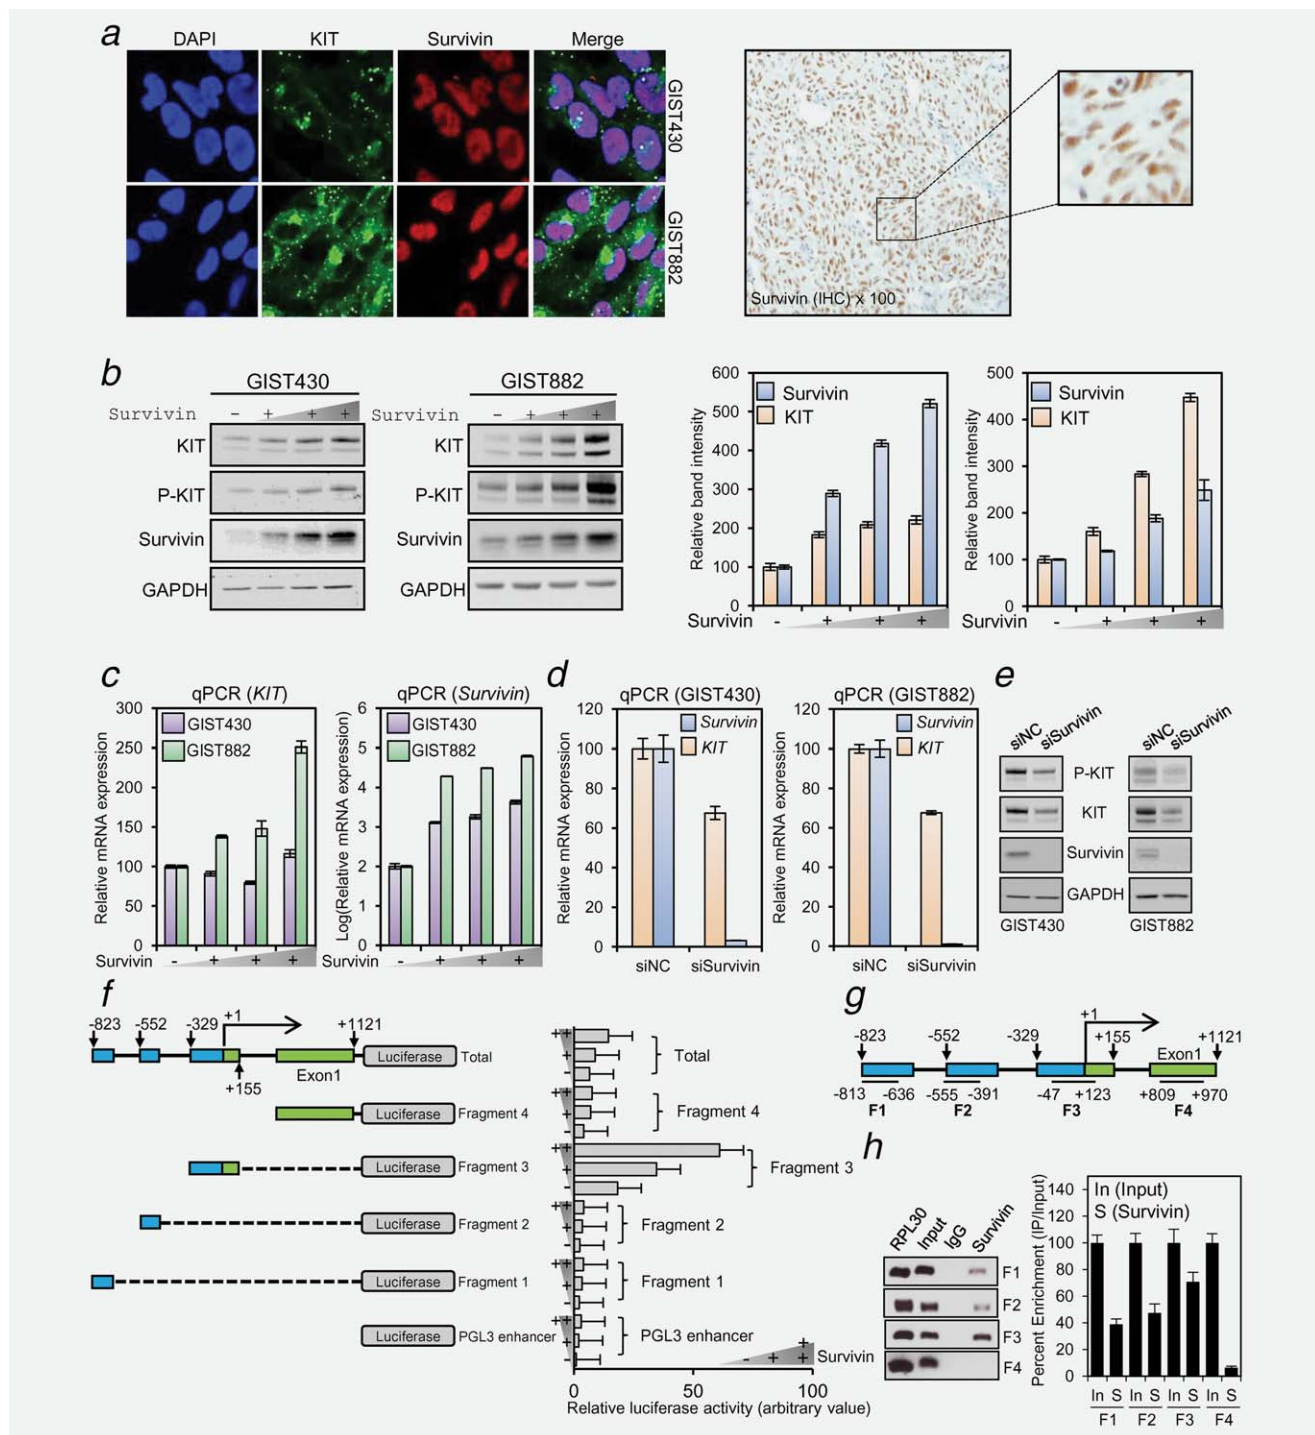 a
DAPI KIT Survivin Merge
GIST430
GIST882
Survivin (IHC) x 100
b
GIST430
Survivin - + + +
KIT
P-KIT
Survivin
GAPDH
GIST882
Survivin - + + +
KIT
P-KIT
Survivin
GAPDH
Relative band intensity
600
500
400
300
200
100
0
Survivin
KIT
Survivin - + + +
Relative band intensity
500
400
300
200
100
0
Survivin
KIT
Survivin - + + +
c
qPCR (KIT)
Relative mRNA expression
300
250
200
150
100
50
0
GIST430
GIST882
Survivin - + + +
qPCR (Survivin)
Log(Relative mRNA expression)
6
5
4
3
2
1
0
GIST430
GIST882
Survivin - + + +
d
qPCR (GIST430)
Relative mRNA expression
120
100
80
60
40
20
0
Survivin
KIT
siNC siSurvivin
qPCR (GIST882)
Relative mRNA expression
120
100
80
60
40
20
0
Survivin
KIT
siNC siSurvivin
e
siNC siSurvivin siNC siSurvivin
P-KIT
KIT
Survivin
GAPDH
GIST430 GIST882
f
-823 -552 -329 +1 +1121
+155 Exon1
Luciferase Total
Luciferase Fragment 4
Luciferase Fragment 3
Luciferase Fragment 2
Luciferase Fragment 1
Luciferase PGL3 enhancer
++
+
-
Total
++
+
-
Fragment 4
++
+
-
Fragment 3
++
+
-
Fragment 2
++
+
-
Fragment 1
++
+
-
PGL3 enhancer
+
- + + Survivin
0 50 100
Relative luciferase activity (arbitrary value)
g
-823 -552 -329 +1 +155 +1121
Exon1
-813 -636 -555 -391 -47 +123 +809 +970
F1 F2 F3 F4
h
RPL30 Input IgG Survivin
F1
F2
F3
F4
Percent Enrichment (IP/Input)
140
120
100
80
60
40
20
0
In (Input)
S (Survivin)
In S In S In S In S
F1 F2 F3 F4